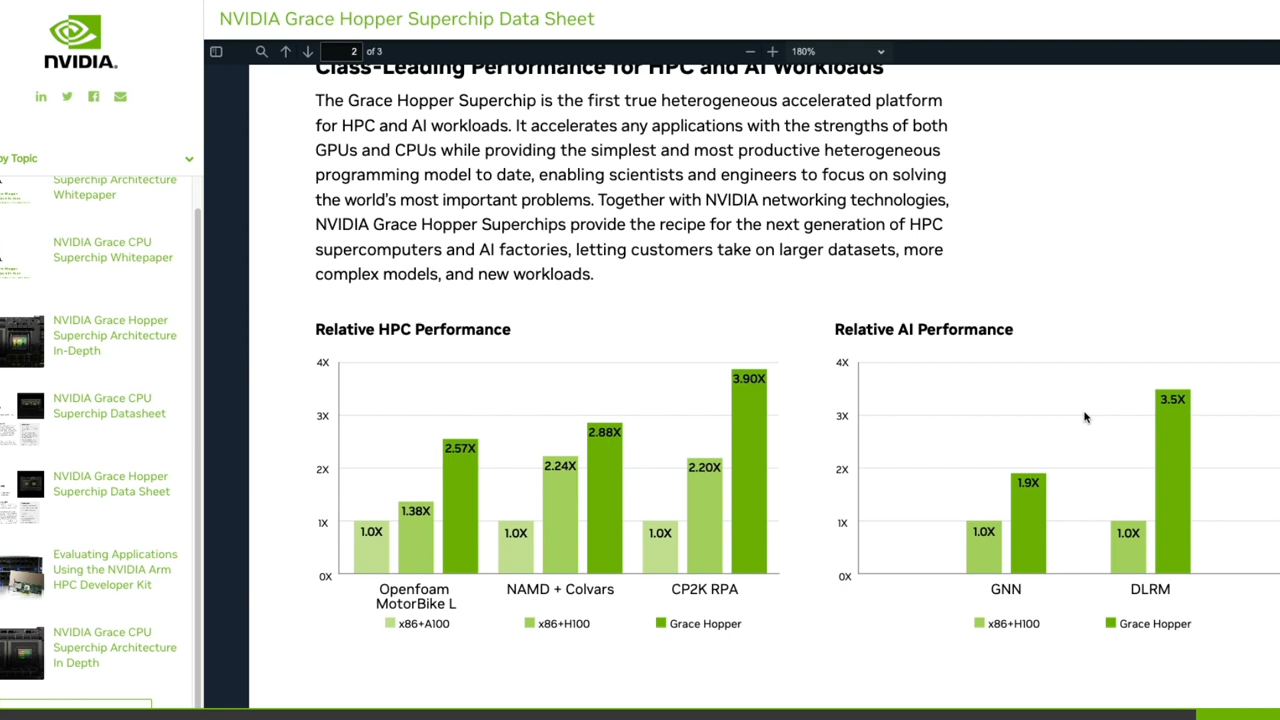 NVIDIA Grace Hopper Superchip Data Sheet
NVIDIA.
2 of 3
180%
by Topic
Superchip Architecture
Whitepaper
NVIDIA Grace CPU
Superchip Whitepaper
NVIDIA Grace Hopper
Superchip Architecture
In-Depth
NVIDIA Grace CPU
Superchip Datasheet
NVIDIA Grace Hopper
Superchip Data Sheet
Evaluating Applications
Using the NVIDIA Arm
HPC Developer Kit
NVIDIA Grace CPU
Superchip Architecture
In Depth
Class-Leading Performance for HPC and AI Workloads
The Grace Hopper Superchip is the first true heterogeneous accelerated platform
for HPC and AI workloads. It accelerates any applications with the strengths of both
GPUs and CPUs while providing the simplest and most productive heterogeneous
programming model to date, enabling scientists and engineers to focus on solving
the world's most important problems. Together with NVIDIA networking technologies,
NVIDIA Grace Hopper Superchips provide the recipe for the next generation of HPC
supercomputers and AI factories, letting customers take on larger datasets, more
complex models, and new workloads.
Relative HPC Performance
4X
3X
2X
1X
0X
1.0X
1.38X
2.57X
1.0X
2.24X
2.88X
1.0X
2.20X
3.90X
Openfoam
MotorBike L
NAMD + Colvars
CP2K RPA
x86+A100
x86+H100
Grace Hopper
Relative AI Performance
4X
3X
2X
1X
0X
1.0X
1.9X
1.0X
3.5X
GNN
DLRM
x86+H100
Grace Hopper